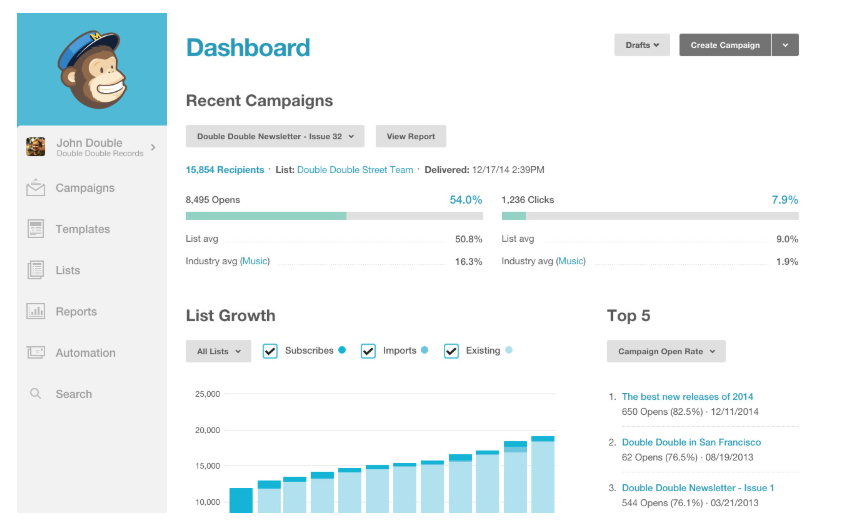 Dashboard
Drafts
Create Campaign
John Double
Double Double Records
Campaigns
Templates
Lists
Reports
Automation
Search
Recent Campaigns
Double Double Newsletter - Issue 32
View Report
15,854 Recipients · List: Double Double Street Team · Delivered: 12/17/14 2:39PM
8,495 Opens 54.0%
List avg 50.8%
Industry avg (Music) 16.3%
1,236 Clicks 7.9%
List avg 9.0%
Industry avg (Music) 1.9%
List Growth
All Lists
Subscribes
Imports
Existing
25,000
20,000
15,000
10,000
Top 5
Campaign Open Rate
1. The best new releases of 2014
650 Opens (82.5%) · 12/11/2014
2. Double Double in San Francisco
62 Opens (76.5%) · 08/19/2013
3. Double Double Newsletter - Issue 1
544 Opens (76.1%) · 03/21/2013